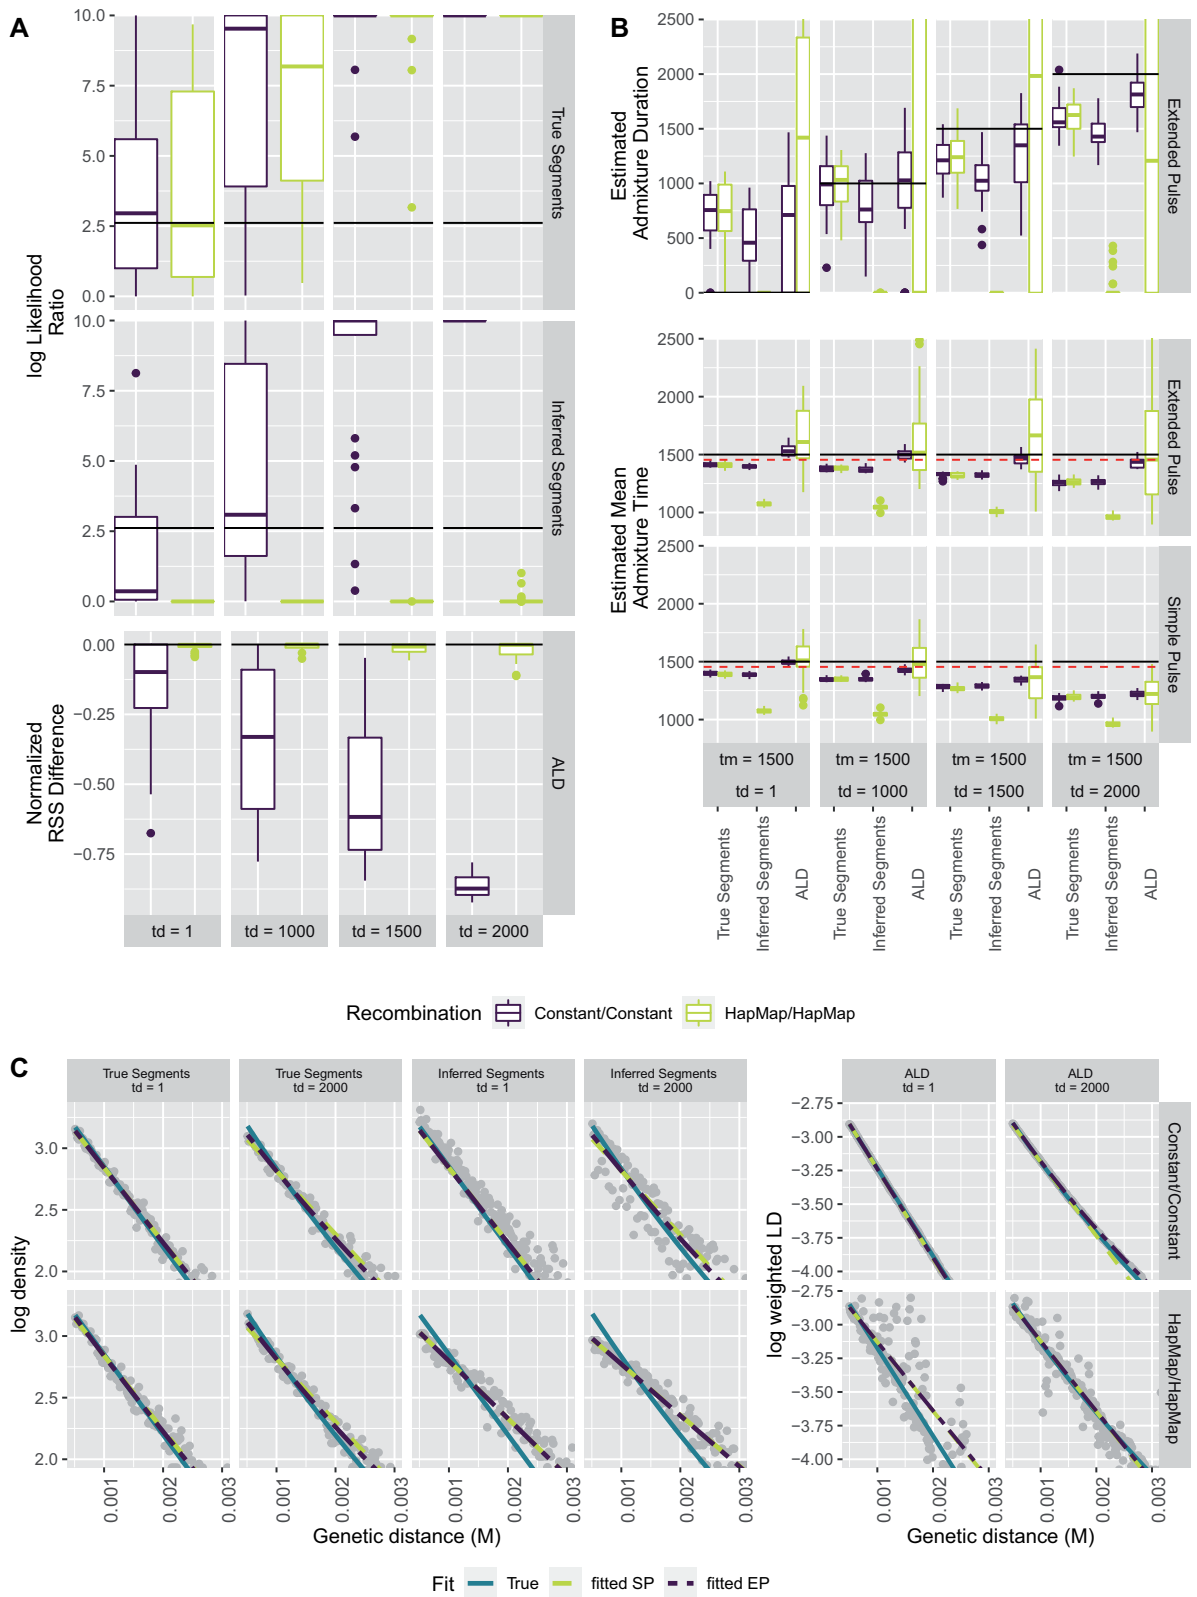 A
log Likelihood
Ratio
10.0
7.5
5.0
2.5
0.0
True Segments
10.0
7.5
5.0
2.5
0.0
Inferred Segments
Normalized
RSS Difference
0.00
−0.25
−0.50
−0.75
ALD
td = 1
td = 1000
td = 1500
td = 2000
B
Estimated
Admixture Duration
2500
2000
1500
1000
500
0
Extended Pulse
Estimated Mean
Admixture Time
2500
2000
1500
1000
Extended Pulse
2500
2000
1500
1000
Simple Pulse
tm = 1500
tm = 1500
tm = 1500
tm = 1500
td = 1
td = 1000
td = 1500
td = 2000
True Segments
Inferred Segments
ALD
True Segments
Inferred Segments
ALD
True Segments
Inferred Segments
ALD
True Segments
Inferred Segments
ALD
Recombination
Constant/Constant
HapMap/HapMap
C
True Segments
td = 1
True Segments
td = 2000
Inferred Segments
td = 1
Inferred Segments
td = 2000
log density
3.0
2.5
2.0
3.0
2.5
2.0
0.001
0.002
0.003
0.001
0.002
0.003
0.001
0.002
0.003
0.001
0.002
0.003
Genetic distance (M)
ALD
td = 1
ALD
td = 2000
log weighted LD
−2.75
−3.00
−3.25
−3.50
−3.75
−4.00
Constant/Constant
−2.75
−3.00
−3.25
−3.50
−3.75
−4.00
HapMap/HapMap
0.001
0.002
0.003
0.001
0.002
0.003
Genetic distance (M)
Fit
True
fitted SP
fitted EP